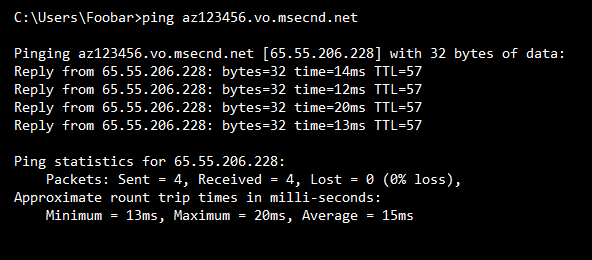 C:\Users\Foobar>ping az123456.vo.msecnd.net
Pinging az123456.vo.msecnd.net [65.55.206.228] with 32 bytes of data:
Reply from 65.55.206.228: bytes=32 time=14ms TTL=57
Reply from 65.55.206.228: bytes=32 time=12ms TTL=57
Reply from 65.55.206.228: bytes=32 time=20ms TTL=57
Reply from 65.55.206.228: bytes=32 time=13ms TTL=57
Ping statistics for 65.55.206.228:
Packets: Sent = 4, Received = 4, Lost = 0 (0% loss),
Approximate rount trip times in milli-seconds:
Minimum = 13ms, Maximum = 20ms, Average = 15ms